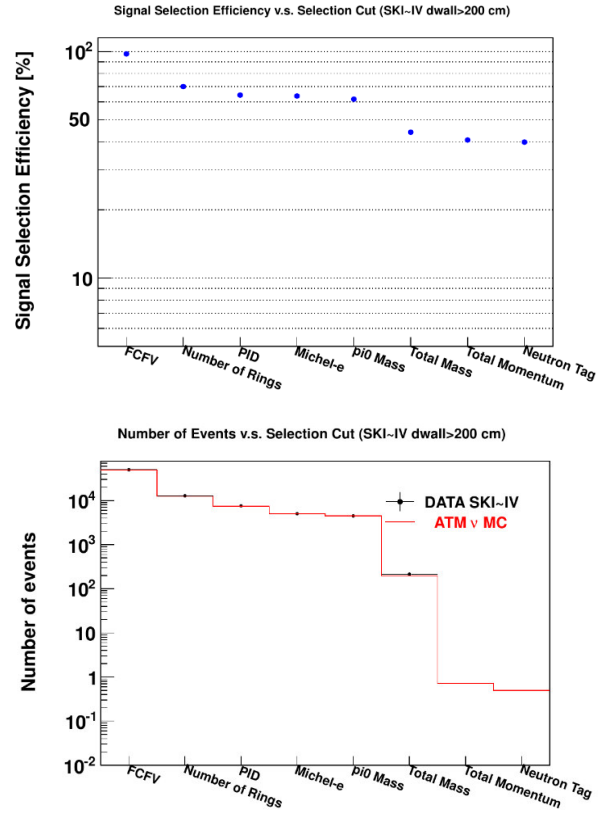 Signal Selection Efficiency v.s. Selection Cut (SKI~IV dwall>200 cm)
Signal Selection Efficiency [%]
10²
50
10
FCFV
Number of Rings
PID
Michel-e
pi0 Mass
Total Mass
Total Momentum
Neutron Tag
Number of Events v.s. Selection Cut (SKI~IV dwall>200 cm)
Number of events
DATA SKI~IV
ATM ν MC
10⁴
10³
10²
10
1
10⁻¹
10⁻²
FCFV
Number of Rings
PID
Michel-e
pi0 Mass
Total Mass
Total Momentum
Neutron Tag